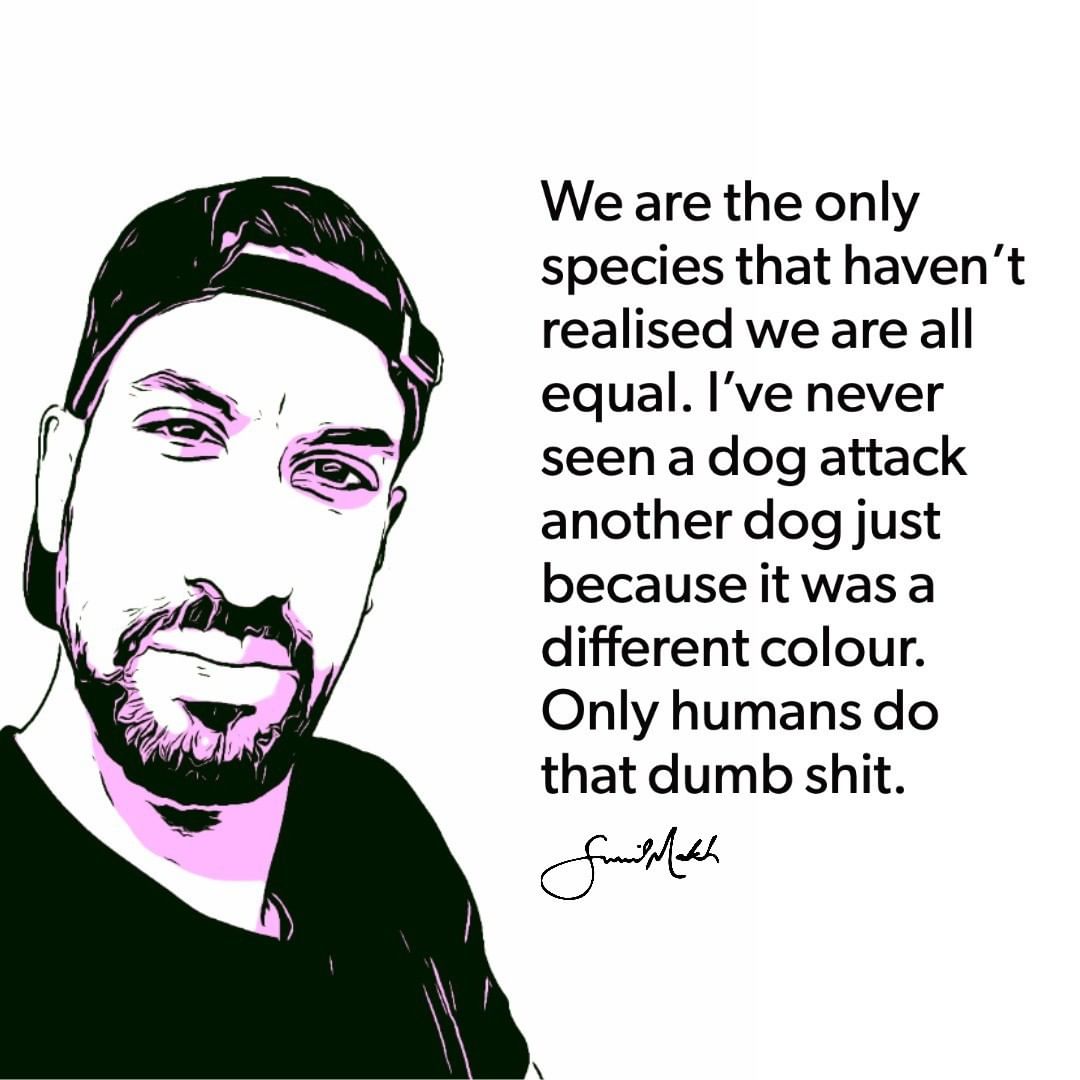 We are the only
species that haven’t
realised we are all
equal. I’ve never
seen a dog attack
another dog just
because it was a
different colour.
Only humans do
that dumb shit.